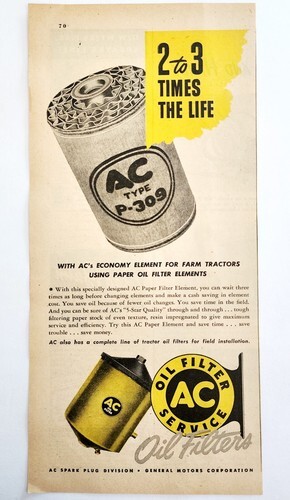 70
2 to 3
TIMES
THE LIFE
AC
TYPE
P-309
WITH AC's ECONOMY ELEMENT FOR FARM TRACTORS
USING PAPER OIL FILTER ELEMENTS
● With this specially designed AC Paper Filter Element, you can wait three
times as long before changing elements and make a cash saving in element
cost. You save oil because of fewer oil changes. You save time in the field.
And you can be sure of AC's "5-Star Quality" through and through . . . tough
filtering paper stock of even texture, resin impregnated to give maximum
service and efficiency. Try this AC Paper Element and save time . . . save
trouble . . . save money.
AC also has a complete line of tractor oil filters for field installation.
AC
OIL FILTER
AC
SERVICE
Oil Filters
AC SPARK PLUG DIVISION • GENERAL MOTORS CORPORATION